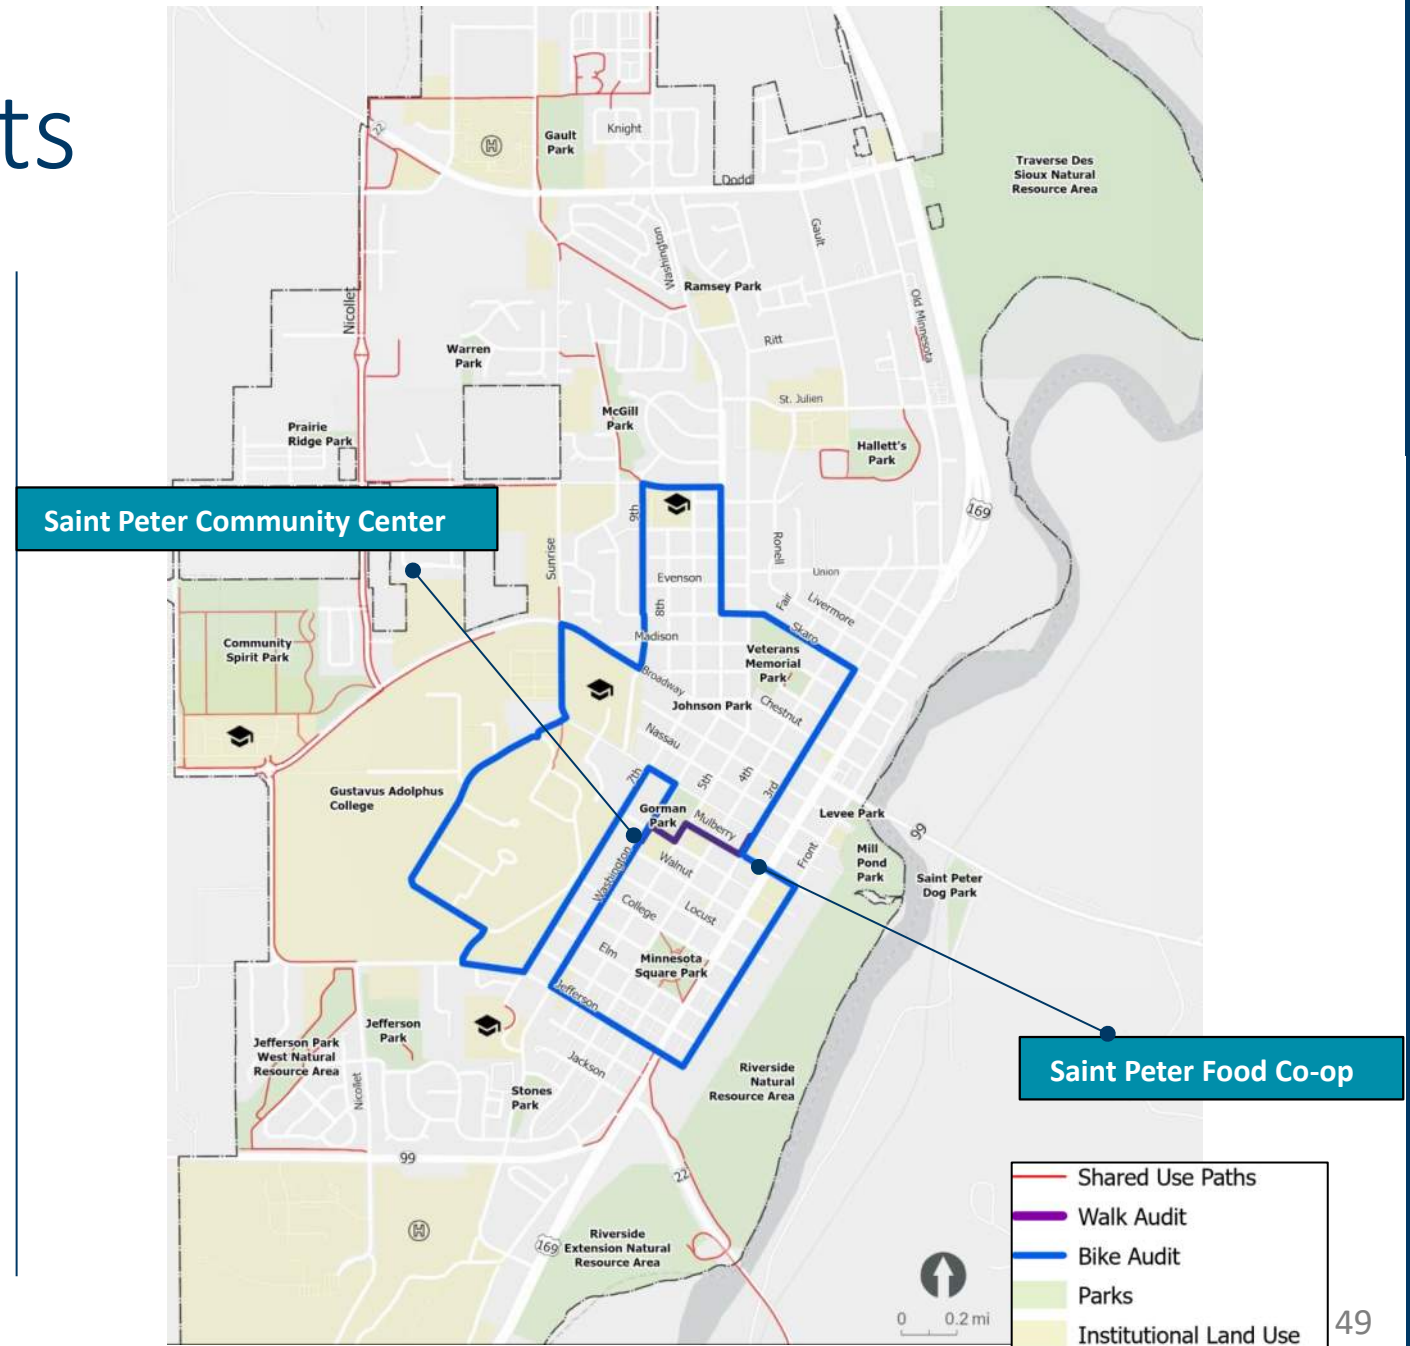 ts
22
H
Gault
Park
Knight
Dodd
Traverse Des
Sioux Natural
Resource Area
Washington
Gault
Ramsey Park
Nicollet
Old Minnesota
Ritt
Warren
Park
St. Julien
McGill
Park
Prairie
Ridge Park
Hallett's
Park
Saint Peter Community Center
9th
169
Sunrise
Ronell
Union
Evenson
Fair
Livermore
8th
Skaro
Madison
Community
Spirit Park
Veterans
Memorial
Park
Broadway
Johnson Park
Chestnut
Nassau
7th
5th
4th
3rd
Gustavus Adolphus
College
Gorman
Park
Mulberry
Levee Park
99
Front
Mill
Pond
Park
Washington
Walnut
Saint Peter
Dog Park
College
Locust
Elm
Minnesota
Square Park
Jefferson
Jefferson
Park
Jefferson Park
West Natural
Resource Area
Jackson
Nicollet
Stones
Park
Riverside
Natural
Resource Area
Saint Peter Food Co-op
99
22
H
169
Riverside
Extension Natural
Resource Area
0 0.2 mi
Shared Use Paths
Walk Audit
Bike Audit
Parks
Institutional Land Use
49